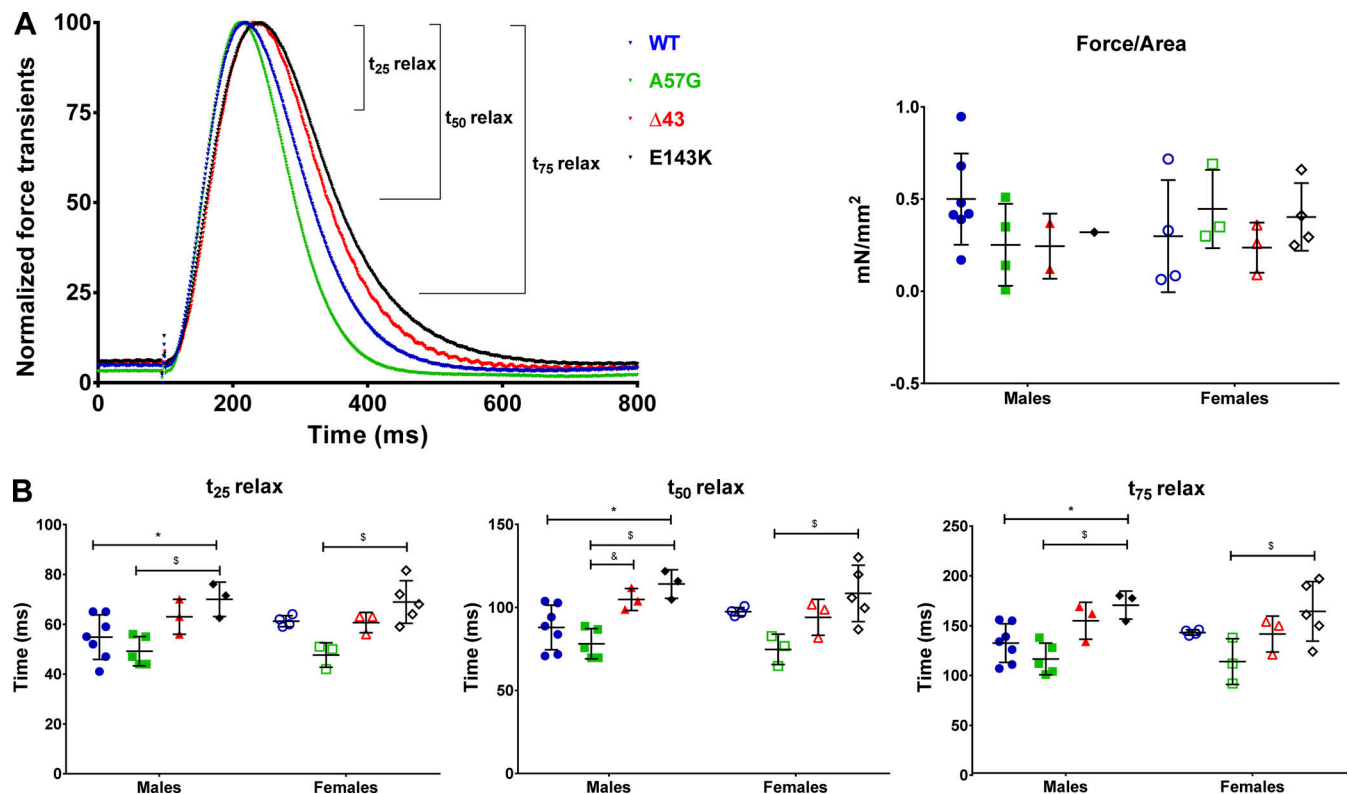 A
Normalized force transients
100
75
50
25
0
0 200 400 600 800
Time (ms)
t25 relax
t50 relax
t75 relax
WT
A57G
Δ43
E143K
Force/Area
mN/mm²
1.0
0.5
0.0
-0.5
Males Females
B
t25 relax
Time (ms)
100
80
60
40
20
0
*
$
$
Males Females
t50 relax
Time (ms)
150
100
50
0
*
$
&
$
Males Females
t75 relax
Time (ms)
250
200
150
100
50
0
*
$
$
Males Females